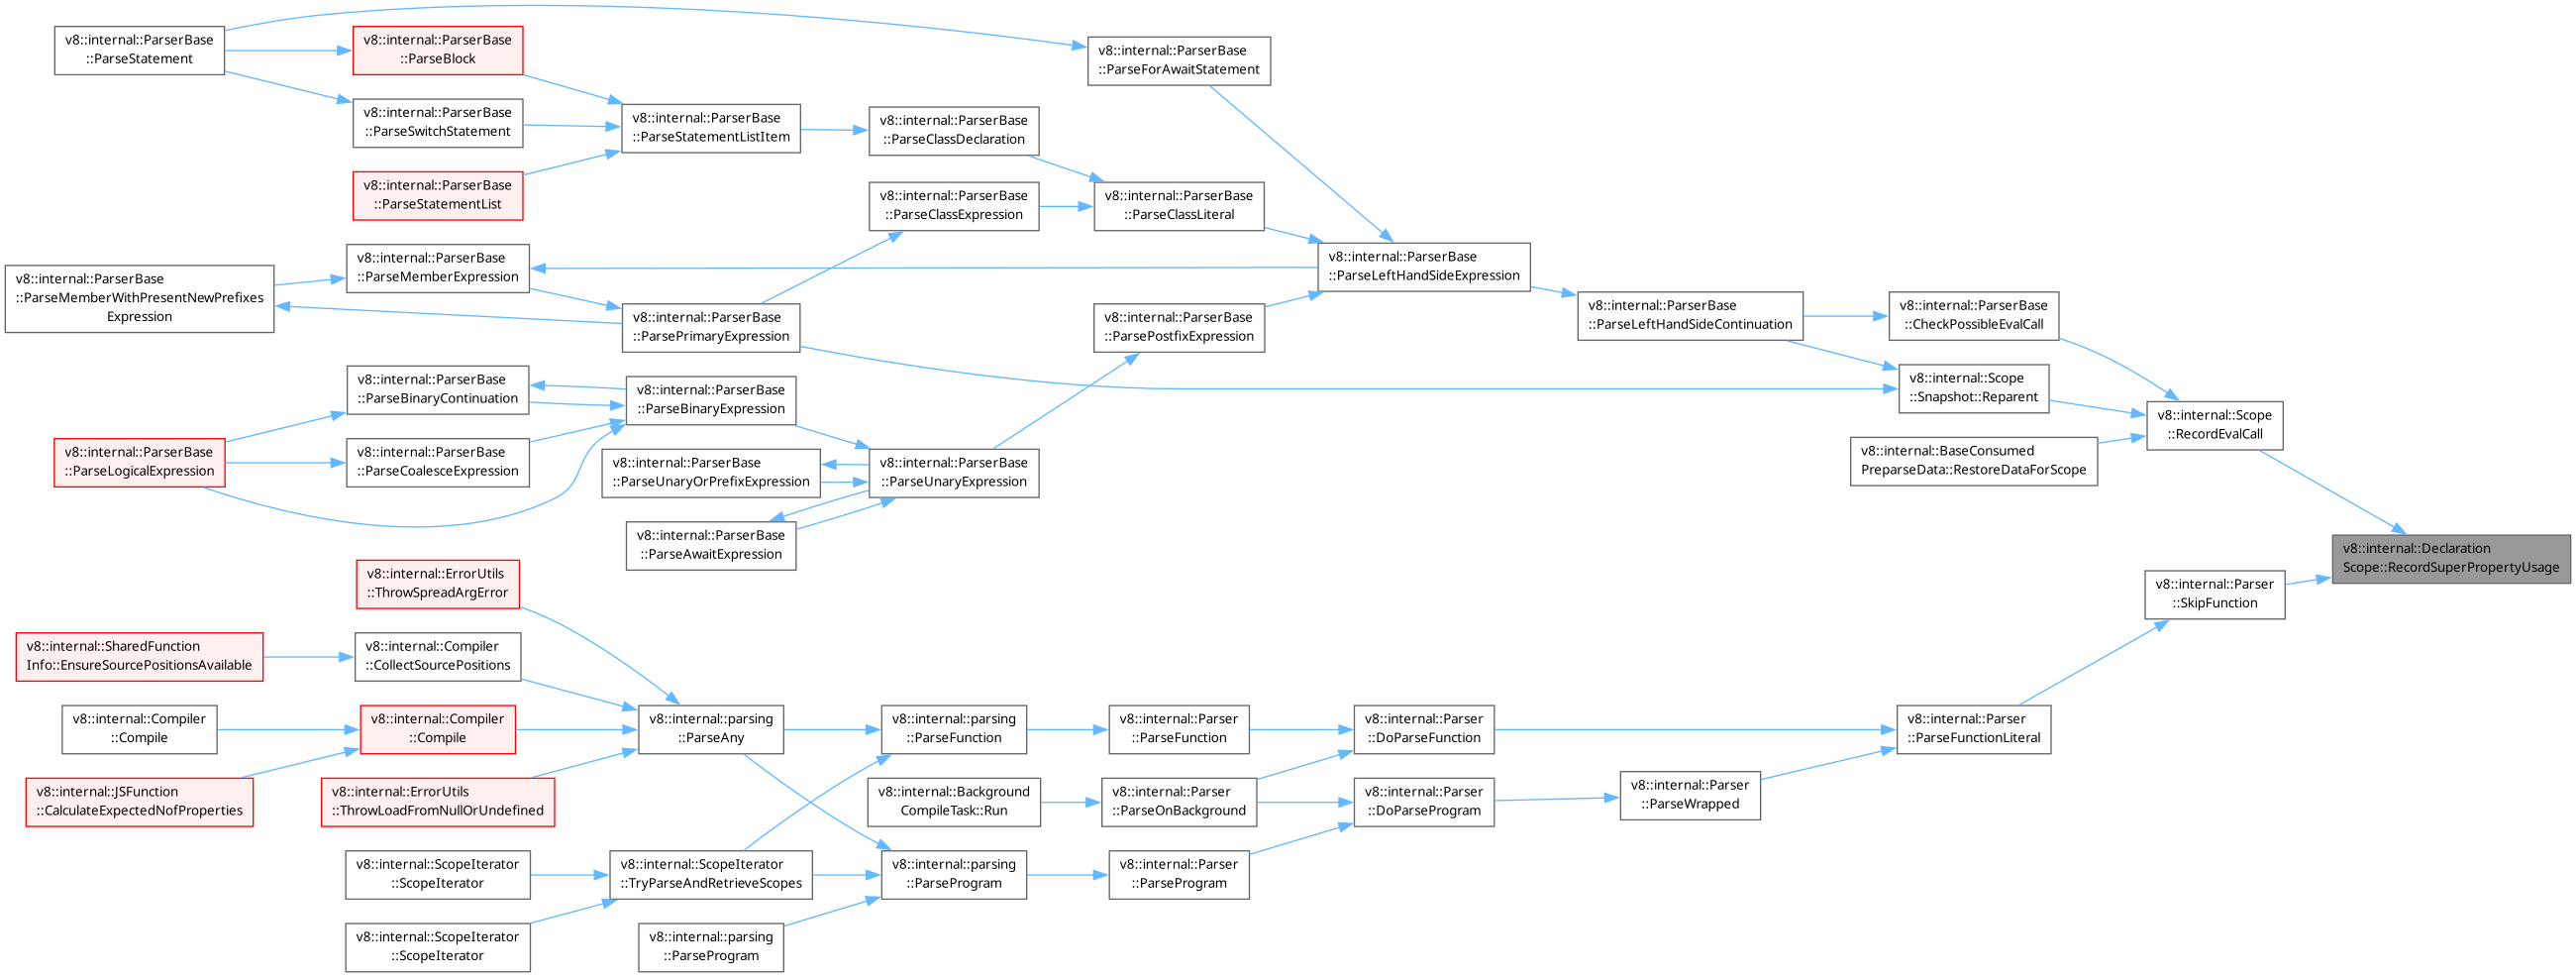 v8::internal::ParserBase
::ParseStatement
v8::internal::ParserBase
::ParseBlock
v8::internal::ParserBase
::ParseSwitchStatement
v8::internal::ParserBase
::ParseStatementList
v8::internal::ParserBase
::ParseStatementListItem
v8::internal::ParserBase
::ParseClassDeclaration
v8::internal::ParserBase
::ParseClassExpression
v8::internal::ParserBase
::ParseForAwaitStatement
v8::internal::ParserBase
::ParseClassLiteral
v8::internal::ParserBase
::ParseMemberWithPresentNewPrefixes
Expression
v8::internal::ParserBase
::ParseMemberExpression
v8::internal::ParserBase
::ParsePrimaryExpression
v8::internal::ParserBase
::ParsePostfixExpression
v8::internal::ParserBase
::ParseLeftHandSideExpression
v8::internal::ParserBase
::ParseLeftHandSideContinuation
v8::internal::ParserBase
::CheckPossibleEvalCall
v8::internal::Scope
::Snapshot::Reparent
v8::internal::BaseConsumed
PreparseData::RestoreDataForScope
v8::internal::Scope
::RecordEvalCall
v8::internal::Declaration
Scope::RecordSuperPropertyUsage
v8::internal::ParserBase
::ParseBinaryContinuation
v8::internal::ParserBase
::ParseLogicalExpression
v8::internal::ParserBase
::ParseCoalesceExpression
v8::internal::ParserBase
::ParseBinaryExpression
v8::internal::ParserBase
::ParseUnaryOrPrefixExpression
v8::internal::ParserBase
::ParseAwaitExpression
v8::internal::ParserBase
::ParseUnaryExpression
v8::internal::ErrorUtils
::ThrowSpreadArgError
v8::internal::SharedFunction
Info::EnsureSourcePositionsAvailable
v8::internal::Compiler
::CollectSourcePositions
v8::internal::Compiler
::Compile
v8::internal::Compiler
::Compile
v8::internal::JSFunction
::CalculateExpectedNofProperties
v8::internal::ErrorUtils
::ThrowLoadFromNullOrUndefined
v8::internal::parsing
::ParseAny
v8::internal::parsing
::ParseFunction
v8::internal::Parser
::ParseFunction
v8::internal::Parser
::DoParseFunction
v8::internal::Parser
::ParseFunctionLiteral
v8::internal::Parser
::SkipFunction
v8::internal::Background
CompileTask::Run
v8::internal::Parser
::ParseOnBackground
v8::internal::Parser
::DoParseProgram
v8::internal::Parser
::ParseWrapped
v8::internal::ScopeIterator
::ScopeIterator
v8::internal::ScopeIterator
::ScopeIterator
v8::internal::ScopeIterator
::TryParseAndRetrieveScopes
v8::internal::parsing
::ParseProgram
v8::internal::parsing
::ParseProgram
v8::internal::Parser
::ParseProgram